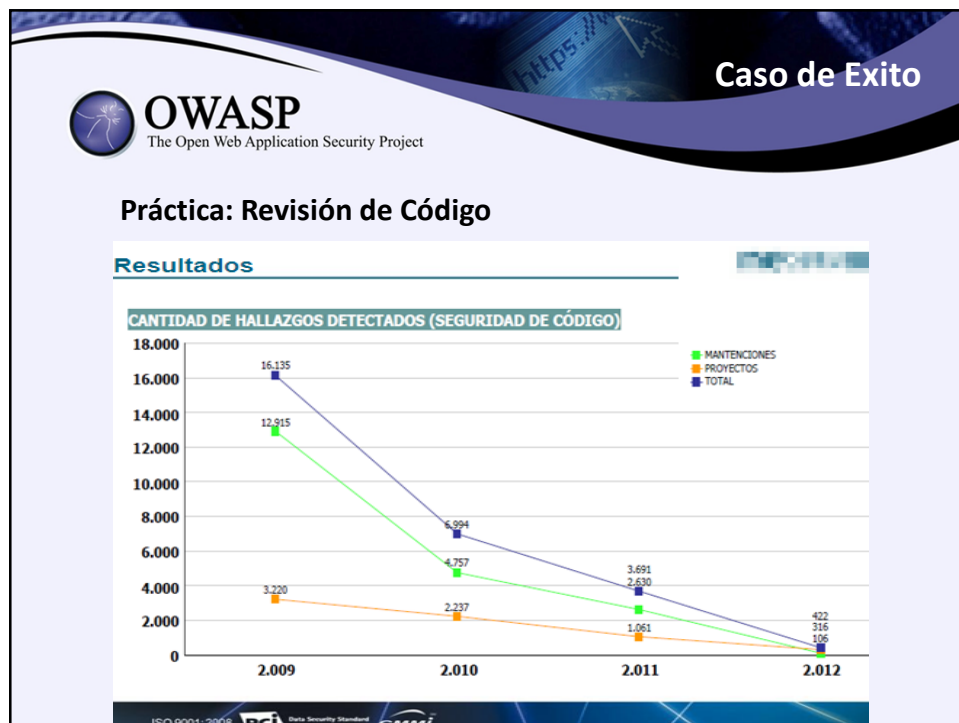 https://w
Caso de Exito
OWASP
The Open Web Application Security Project
Práctica: Revisión de Código
Resultados
CANTIDAD DE HALLAZGOS DETECTADOS (SEGURIDAD DE CÓDIGO)
18.000
16.000
14.000
12.000
10.000
8.000
6.000
4.000
2.000
0
16.135
12.915
3.220
6.994
4.757
2.237
3.691
2.630
1.061
422
316
106
MANTENCIONES
PROYECTOS
TOTAL
2.009
2.010
2.011
2.012
ISO 9001:2008
PCI
Data Security Standard
CMMI